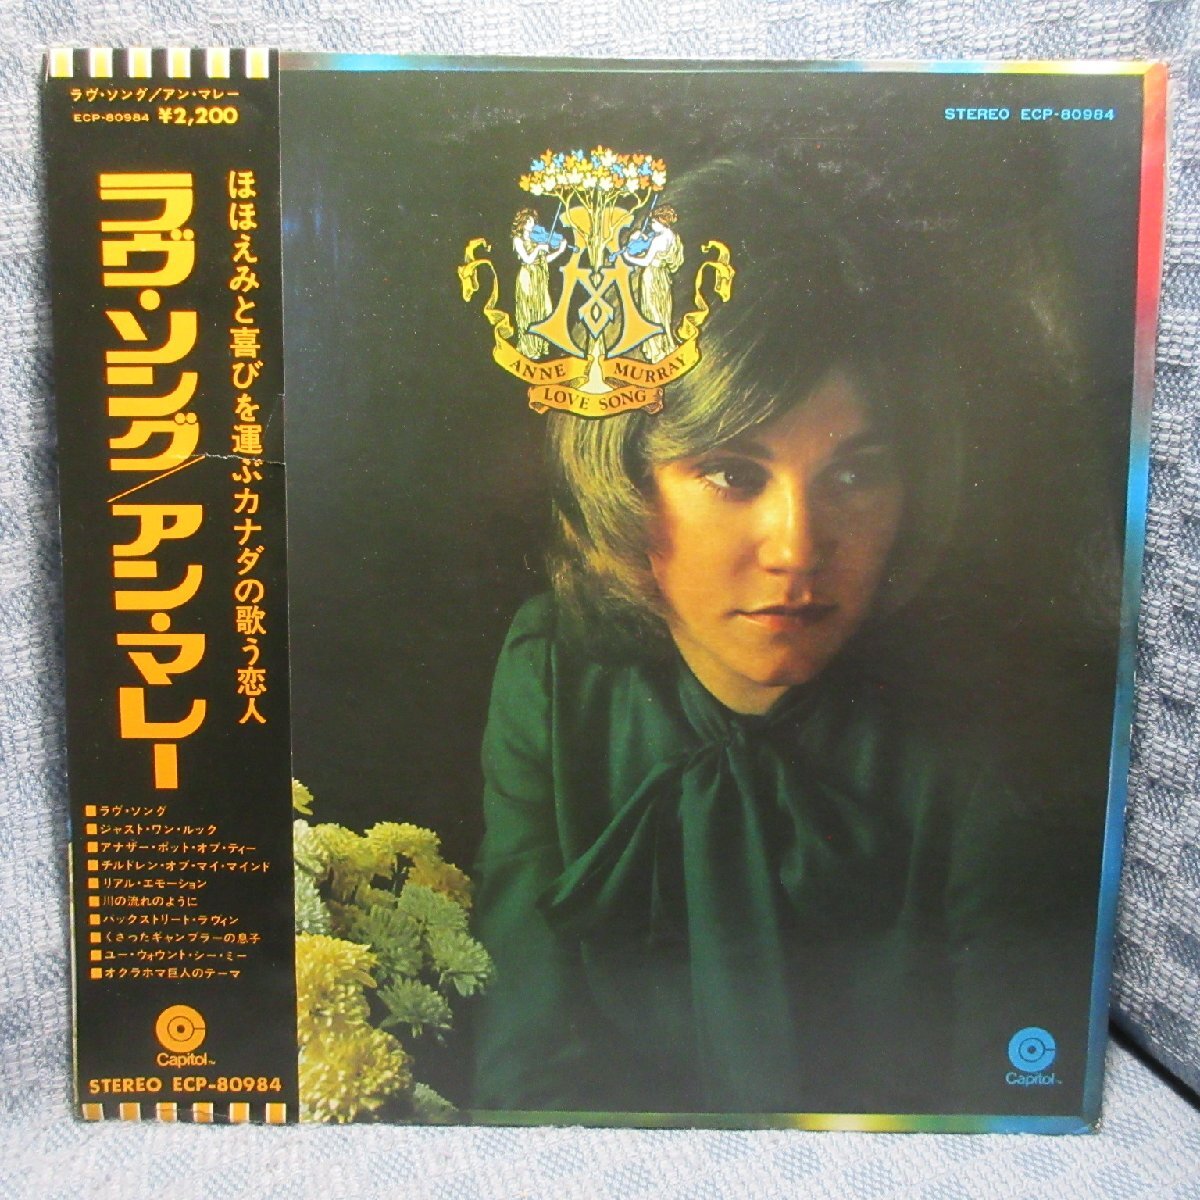 ラヴ・ソング/アン・マレー
ECP-80984 ¥2,200
ほほえみと喜びを運ぶカナダの歌う恋人
ラヴ・ソング/アン・マレー
■ラヴ・ソング
■ジャスト・ワン・ルック
■アナザー・ポット・オブ・ティー
■チルドレン・オブ・マイ・マインド
■リアル・エモーション
■川の流れのように
■バックストリート・ラヴィン
■くさったギャンブラーの息子
■ユー・ウォウント・シー・ミー
■オクラホマ巨人のテーマ
Capitol™
STEREO ECP-80984
STEREO ECP-80984
ANNE MURRAY
LOVE SONG
Capitol™